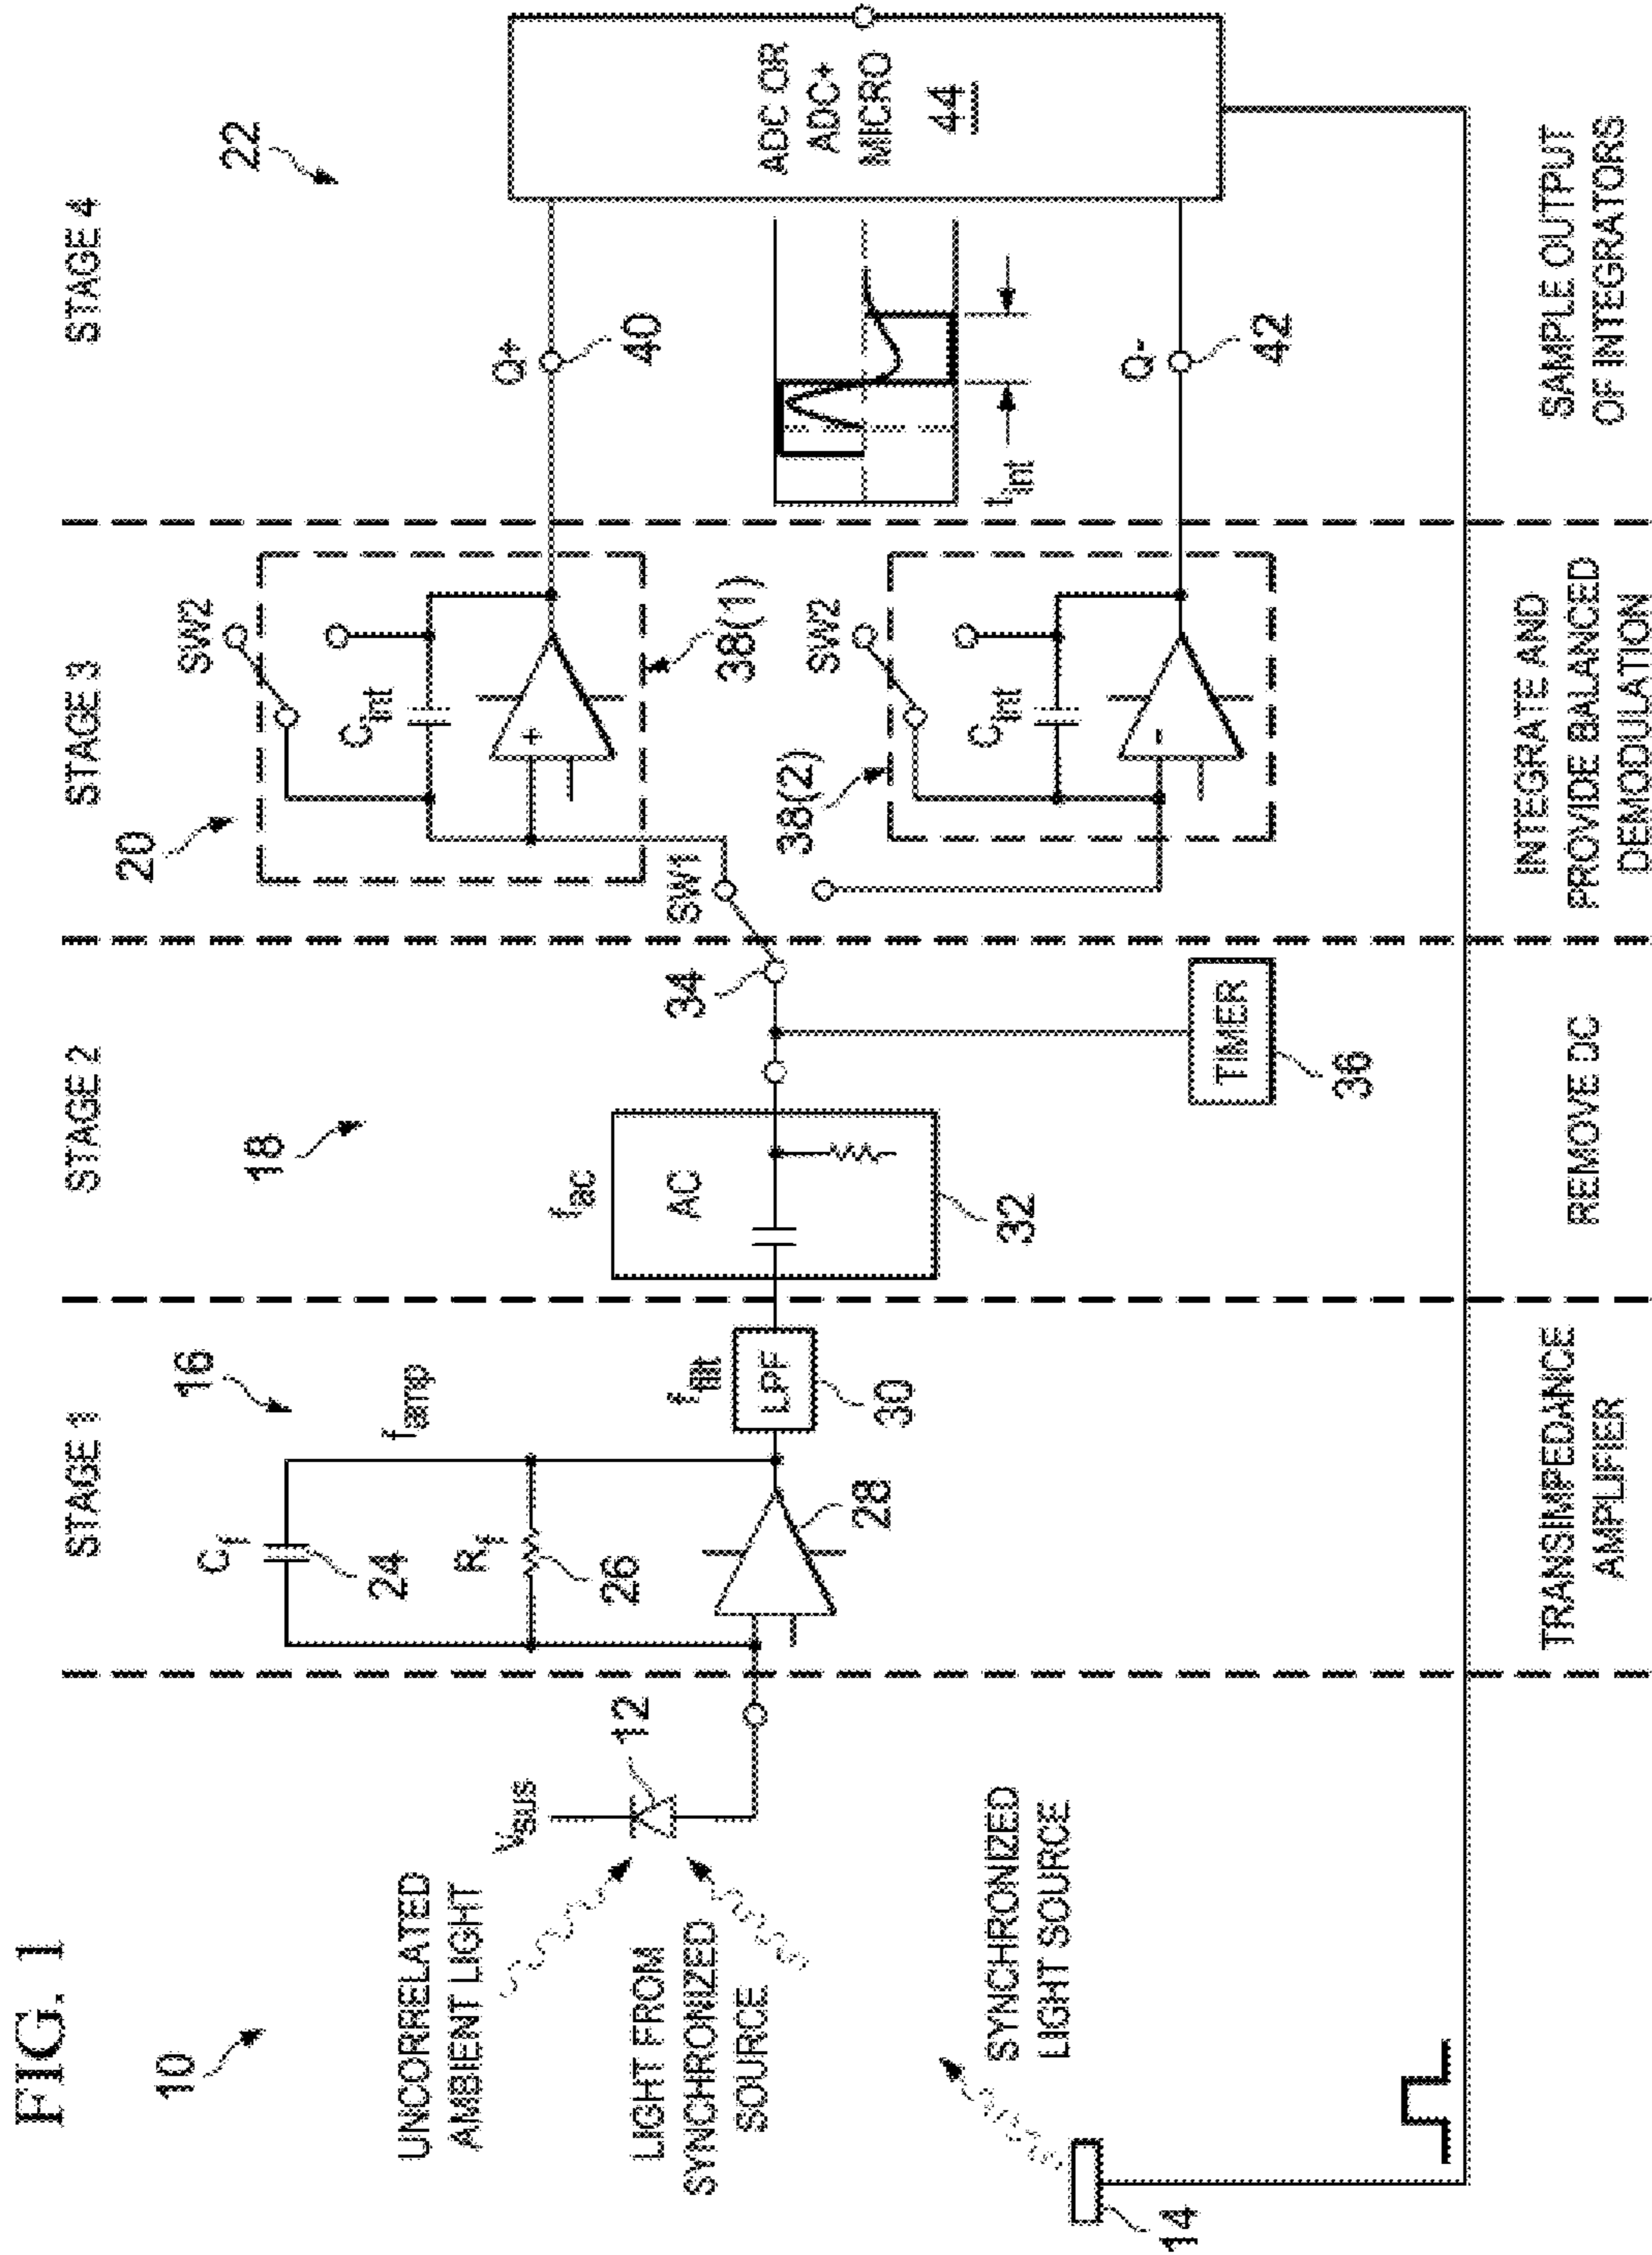 FIG. 1
10
UNCORRELATED
AMBIENT LIGHT
LIGHT FROM
SYNCHRONIZED
SOURCE
VBUS
12
SYNCHRONIZED
LIGHT SOURCE
14
STAGE 1
16
Cf
24
Rf
26
famp
28
ffilt
LPF
30
TRANSIMPEDANCE
AMPLIFIER
STAGE 2
18
fac
AC
32
34
TIMER
36
REMOVE DC
STAGE 3
20
SW2
Cint
+
38(1)
SW1
38(2)
SW2
Cint
-
INTEGRATE AND
PROVIDE BALANCED
DEMODULATION
STAGE 4
22
Q+
40
tint
Q-
42
ADC OR
ADC+
MICRO
44
SAMPLE OUTPUT
OF INTEGRATORS